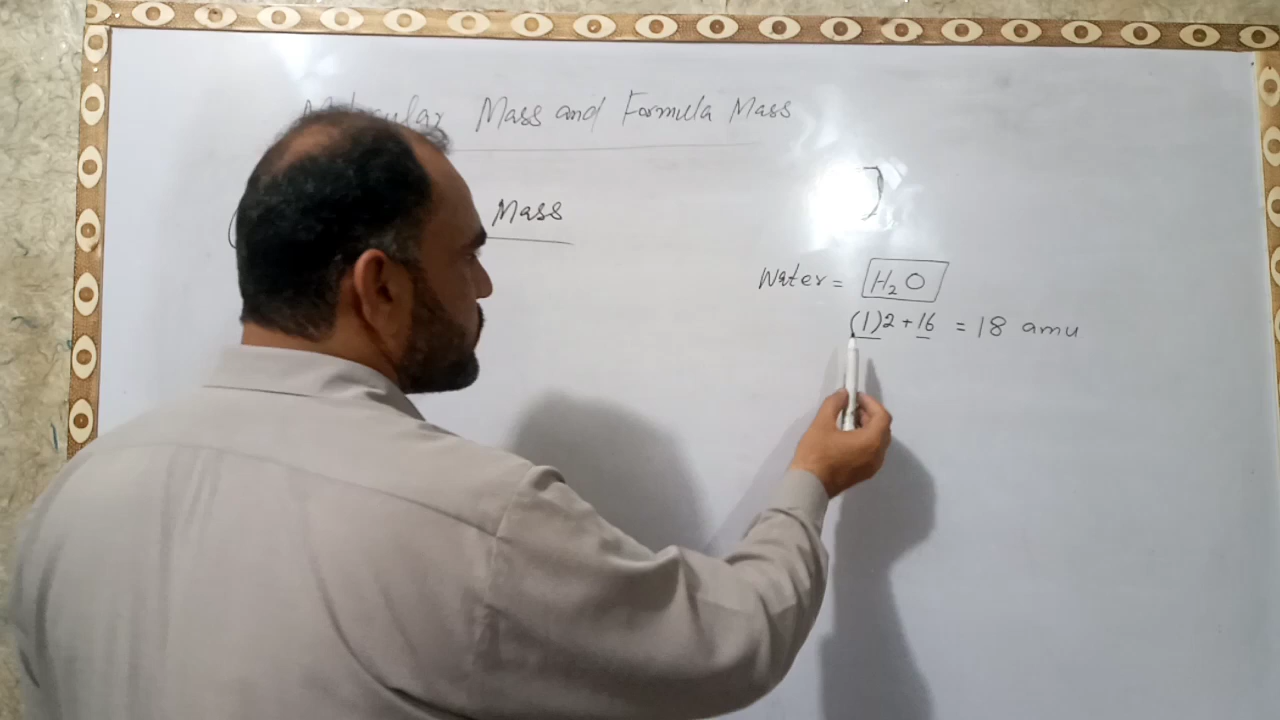 Mass and Formula Mass
Mass
Water = H₂O
(1)2 + 16 = 18 amu